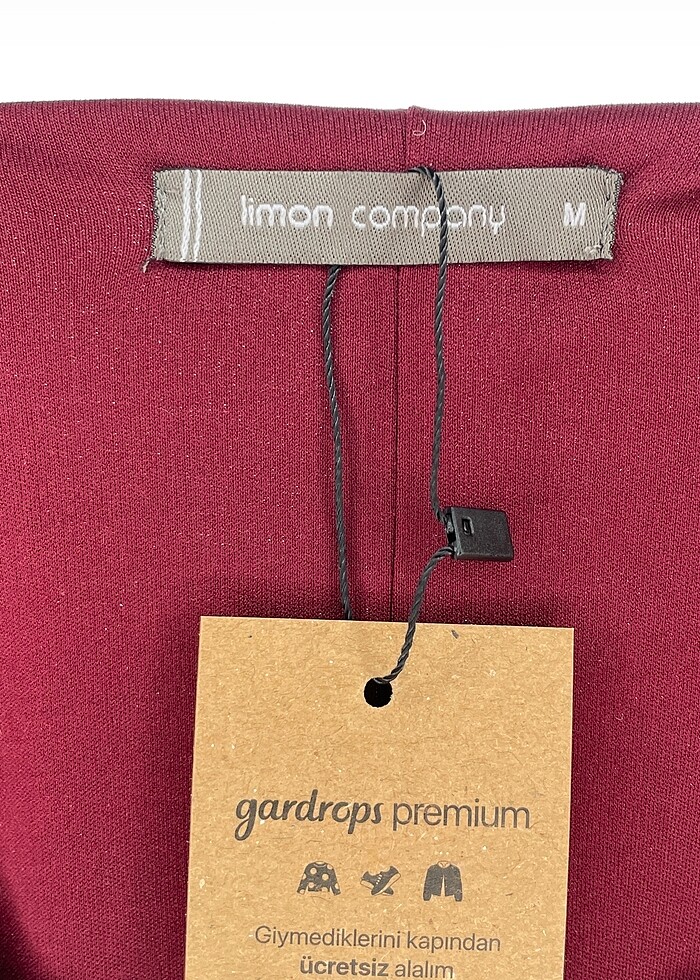 limon company M
gardrops premium
Giymediklerini kapından
ücretsiz alalım